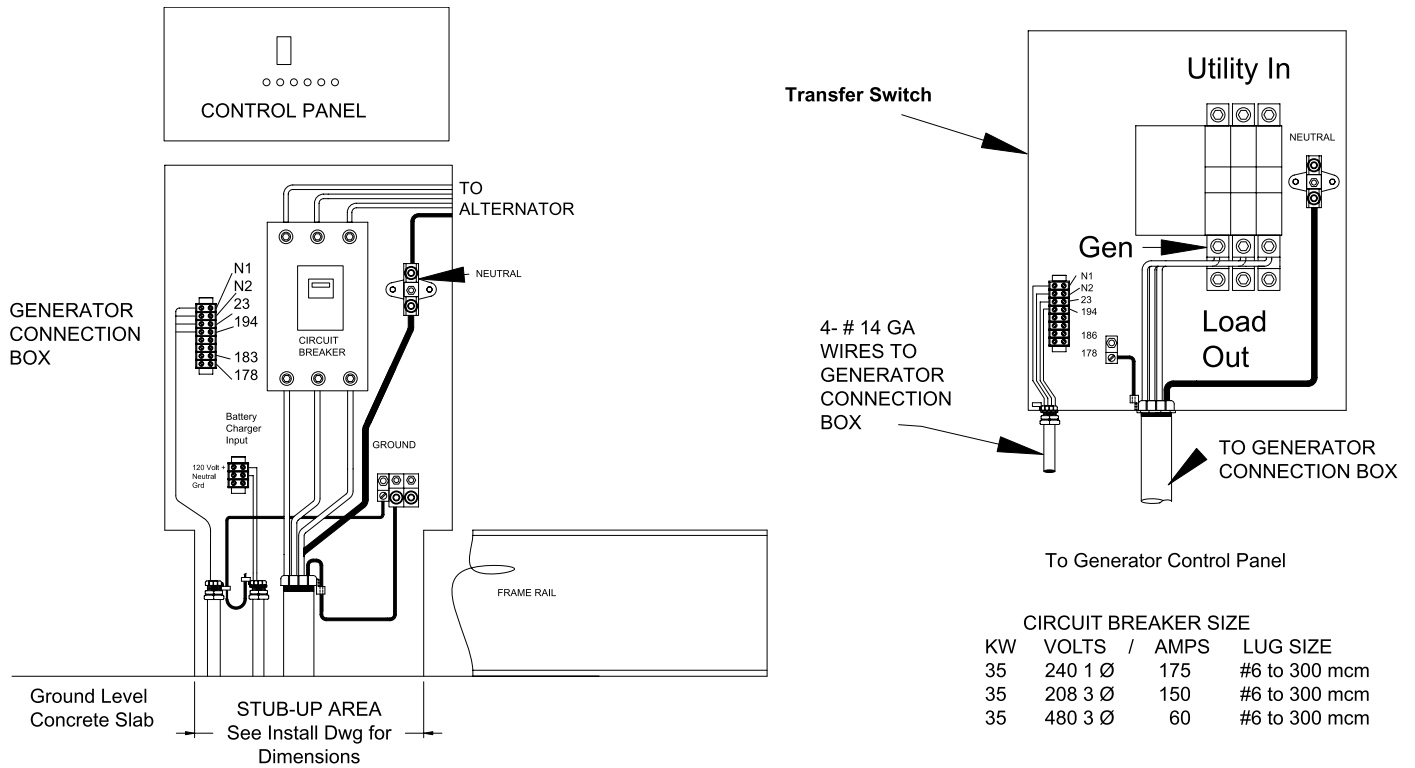 CONTROL PANEL
TO
ALTERNATOR
NEUTRAL
N1
N2
23
194
183
178
GENERATOR
CONNECTION
BOX
CIRCUIT
BREAKER
Battery
Charger
Input
120 Volt +
Neutral
Grd
GROUND
FRAME RAIL
Ground Level
Concrete Slab
STUB-UP AREA
See Install Dwg for
Dimensions
Transfer Switch
Utility In
NEUTRAL
Gen
N1
N2
23
194
186
178
Load
Out
4- # 14 GA
WIRES TO
GENERATOR
CONNECTION
BOX
TO GENERATOR
CONNECTION BOX
To Generator Control Panel
CIRCUIT BREAKER SIZE
KW VOLTS / AMPS LUG SIZE
35 240 1 Ø 175 #6 to 300 mcm
35 208 3 Ø 150 #6 to 300 mcm
35 480 3 Ø 60 #6 to 300 mcm